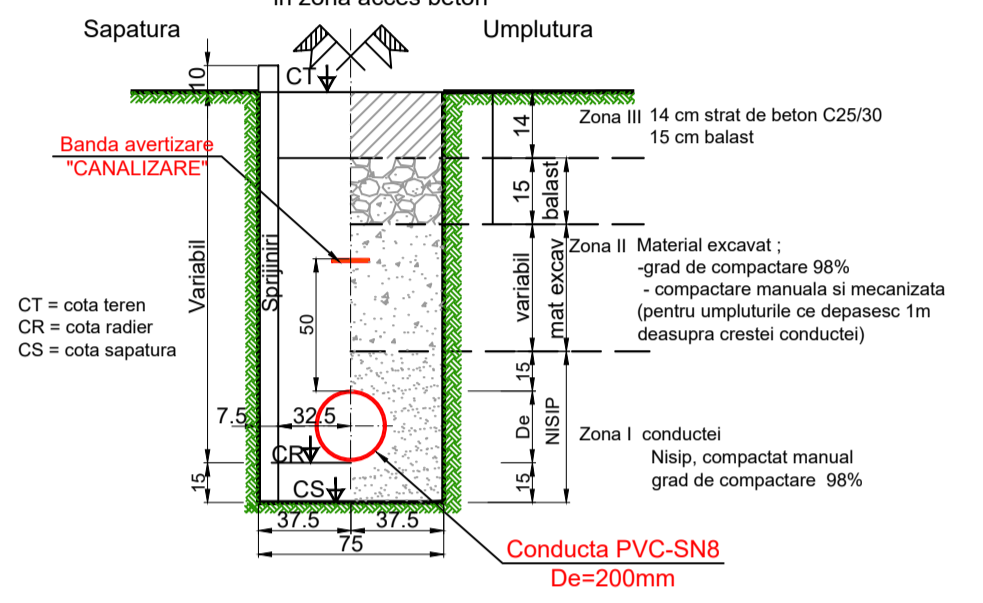 in zona acces beton
Sapatura
Umplutura
10
CT
Banda avertizare
"CANALIZARE"
Variabil
Sprijiniri
50
CT = cota teren
CR = cota radier
CS = cota sapatura
7.5
32.5
CR
15
CS
37.5
37.5
75
14
15
balast
variabil
mat excav
15
De
NISIP
15
Zona III 14 cm strat de beton C25/30
15 cm balast
Zona II Material excavat ;
-grad de compactare 98%
- compactare manuala si mecanizata
(pentru umpluturile ce depasesc 1m
deasupra crestei conductei)
Zona I conductei
Nisip, compactat manual
grad de compactare 98%
Conducta PVC-SN8
De=200mm